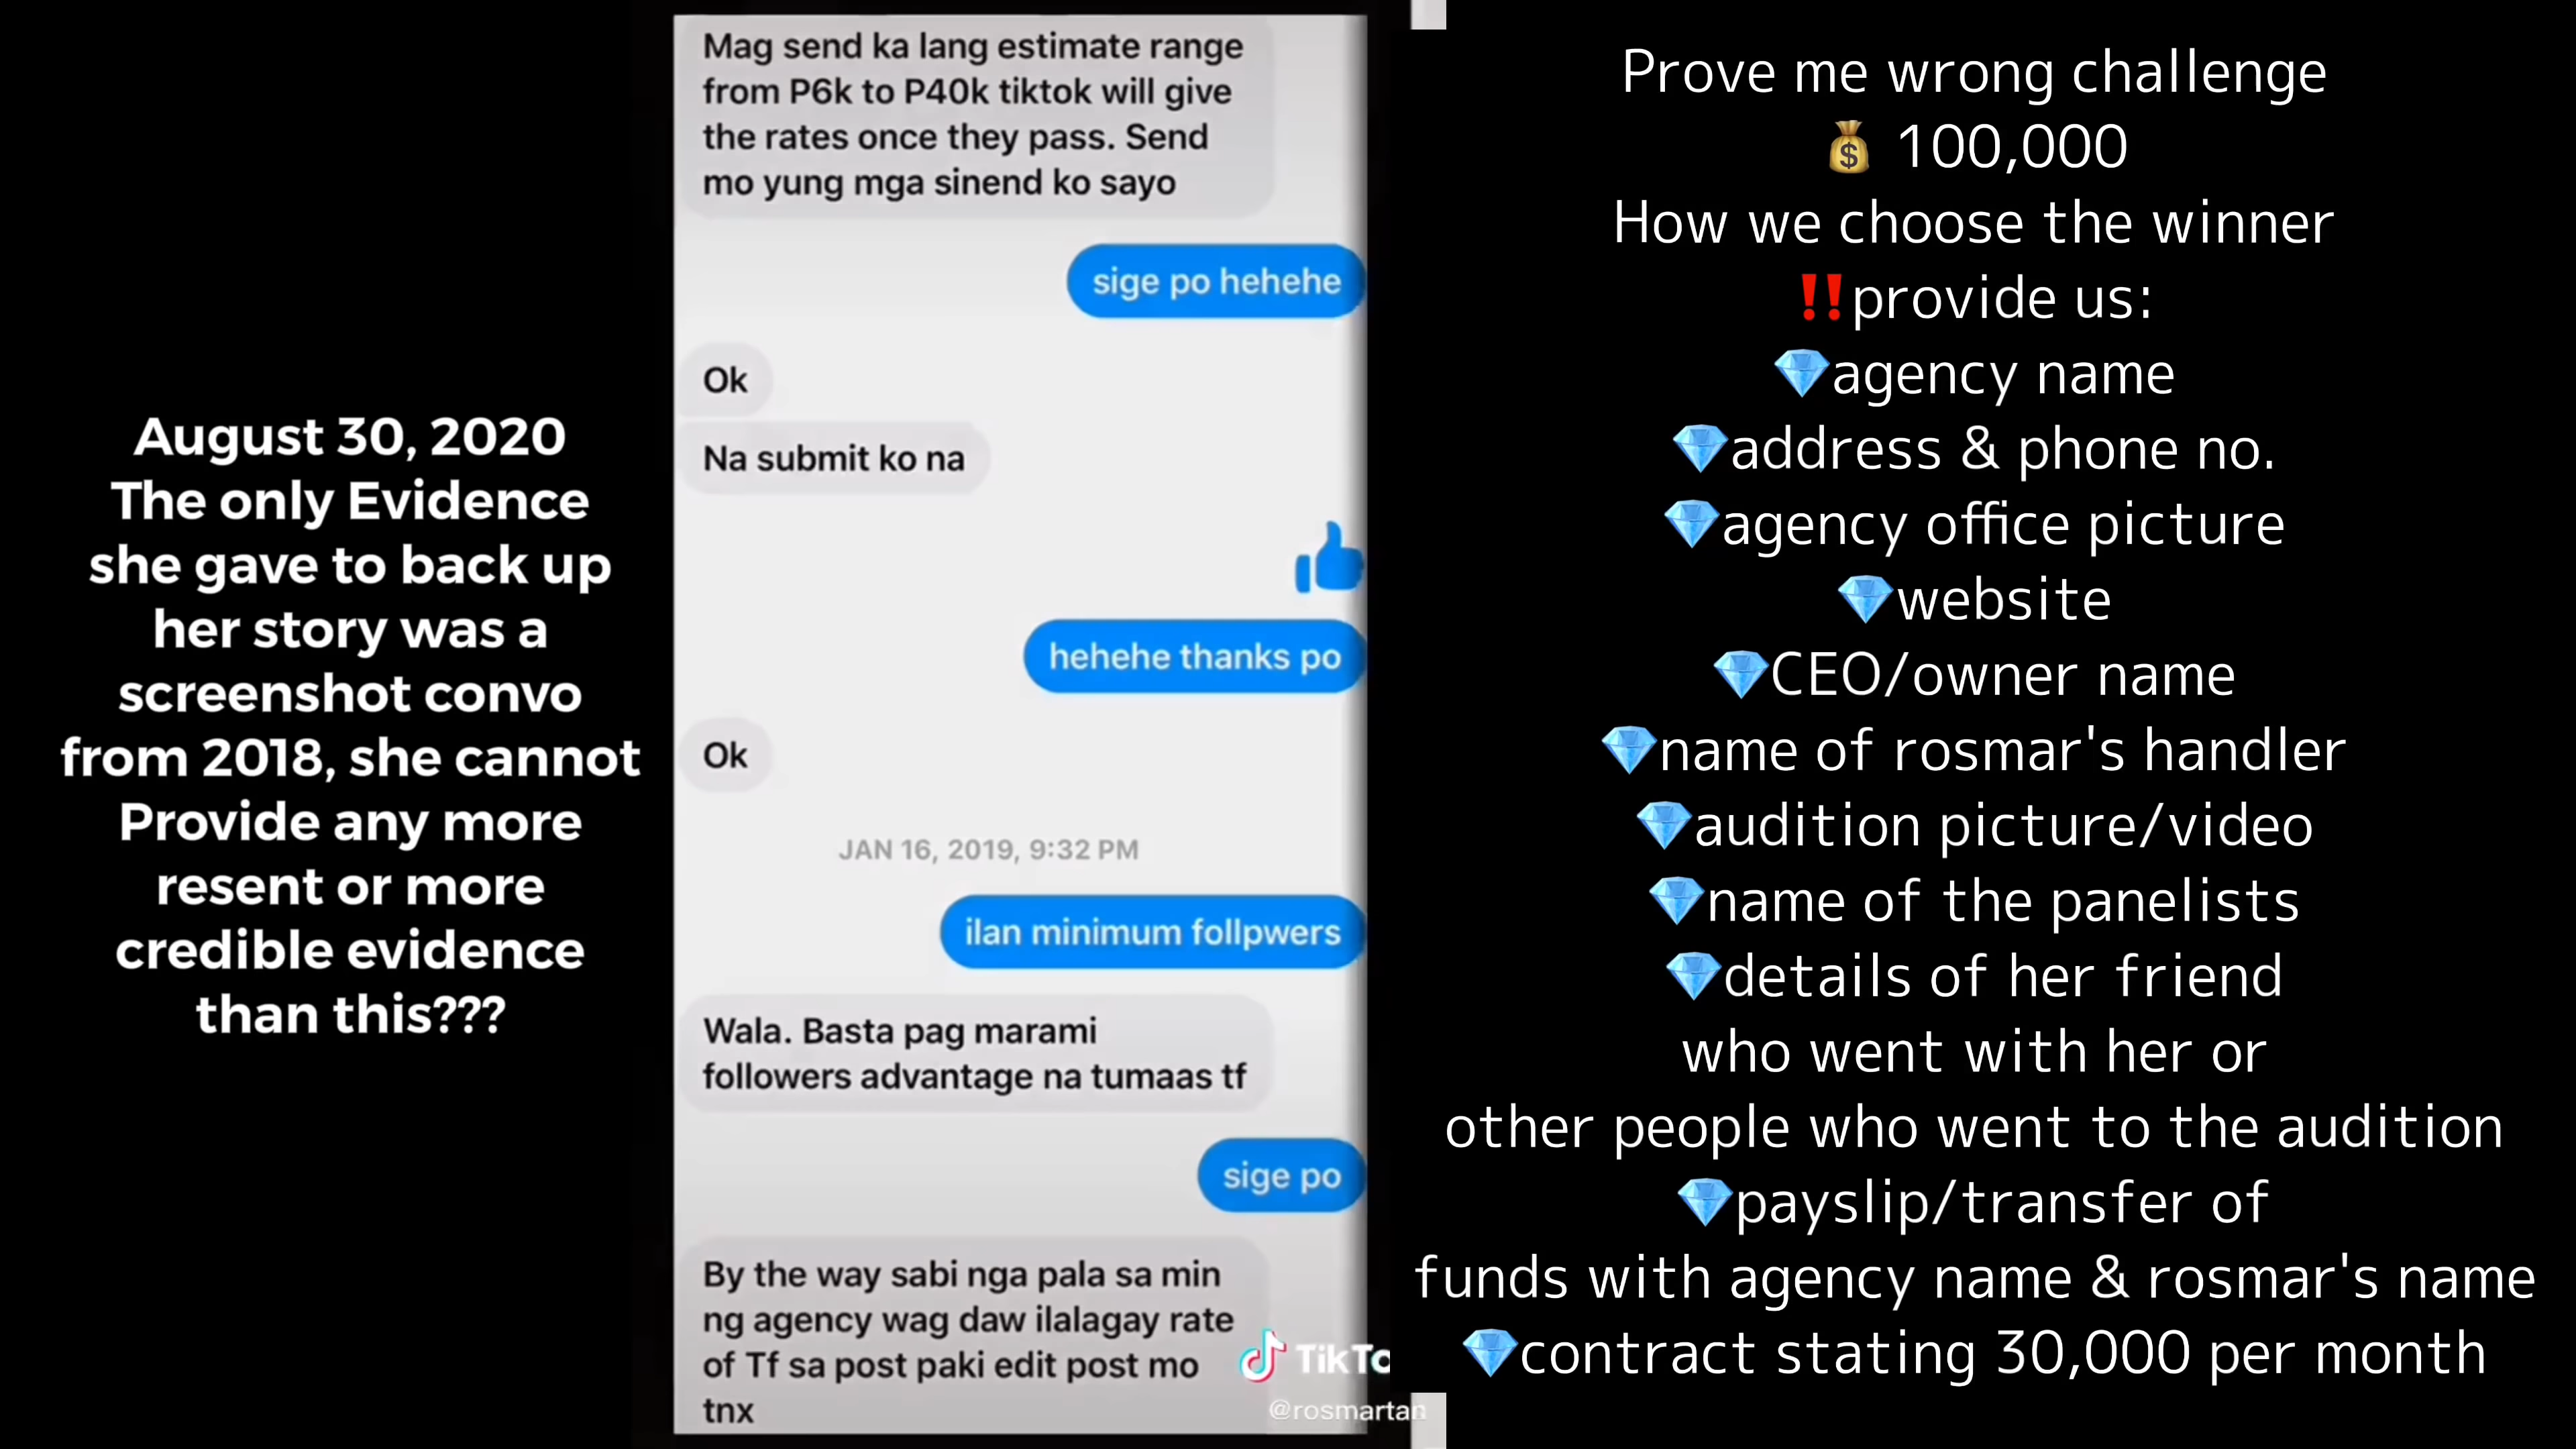 August 30, 2020
The only Evidence
she gave to back up
her story was a
screenshot convo
from 2018, she cannot
Provide any more
resent or more
credible evidence
than this???
Mag send ka lang estimate range
from P6k to P40k tiktok will give
the rates once they pass. Send
mo yung mga sinend ko sayo
sige po hehehe
Ok
Na submit ko na
hehehe thanks po
Ok
JAN 16, 2019, 9:32 PM
ilan minimum follpwers
Wala. Basta pag marami
followers advantage na tumaas tf
sige po
By the way sabi nga pala sa min
ng agency wag daw ilalagay rate
of Tf sa post paki edit post mo
tnx
TikTo
@rosmartan
Prove me wrong challenge
💰 100,000
How we choose the winner
‼️provide us:
💎agency name
💎address & phone no.
💎agency office picture
💎website
💎CEO/owner name
💎name of rosmar's handler
💎audition picture/video
💎name of the panelists
💎details of her friend
who went with her or
other people who went to the audition
💎payslip/transfer of
funds with agency name & rosmar's name
💎contract stating 30,000 per month